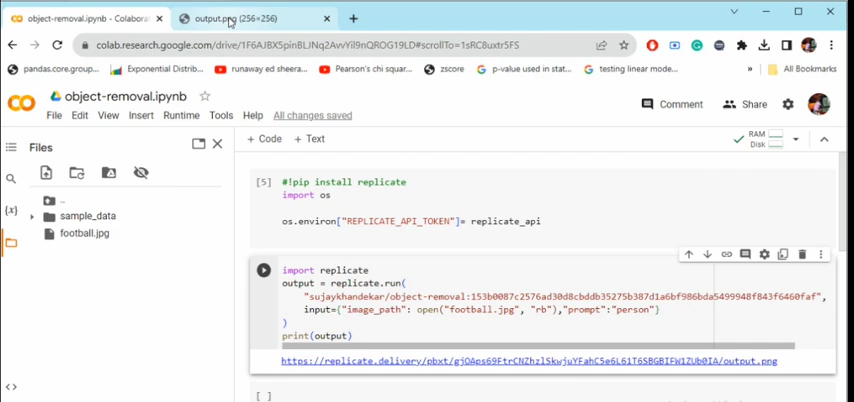 object-removal.ipynb - Colaborat
output.png (256×256)
colab.research.google.com/drive/1F6AJBX5pinBLJNq2AvvYil9nQROG19LD#scrollTo=1sRC8uxtr5FS
pandas.core.group...
Exponential Distrib...
runaway ed sheera...
Pearson's chi squar...
zscore
p-value used in stat...
testing linear mode...
»
All Bookmarks
CO
object-removal.ipynb
Comment
Share
File Edit View Insert Runtime Tools Help All changes saved
Files
+ Code + Text
RAM
Disk
{x}
..
sample_data
football.jpg
[5]
#!pip install replicate
import os
os.environ["REPLICATE_API_TOKEN"]= replicate_api
import replicate
output = replicate.run(
"sujaykhandekar/object-removal:153b0087c2576ad30d8cbddb35275b387d1a6bf986bda5499948f843f6460faf",
input={"image_path": open("football.jpg", "rb"),"prompt":"person"}
)
print(output)
https://replicate.delivery/pbxt/gjOAps69FtrCNZhzlSkwjuYFahC5e6L61T6SBGBIFW1ZUb0IA/output.png
[ ]
<>